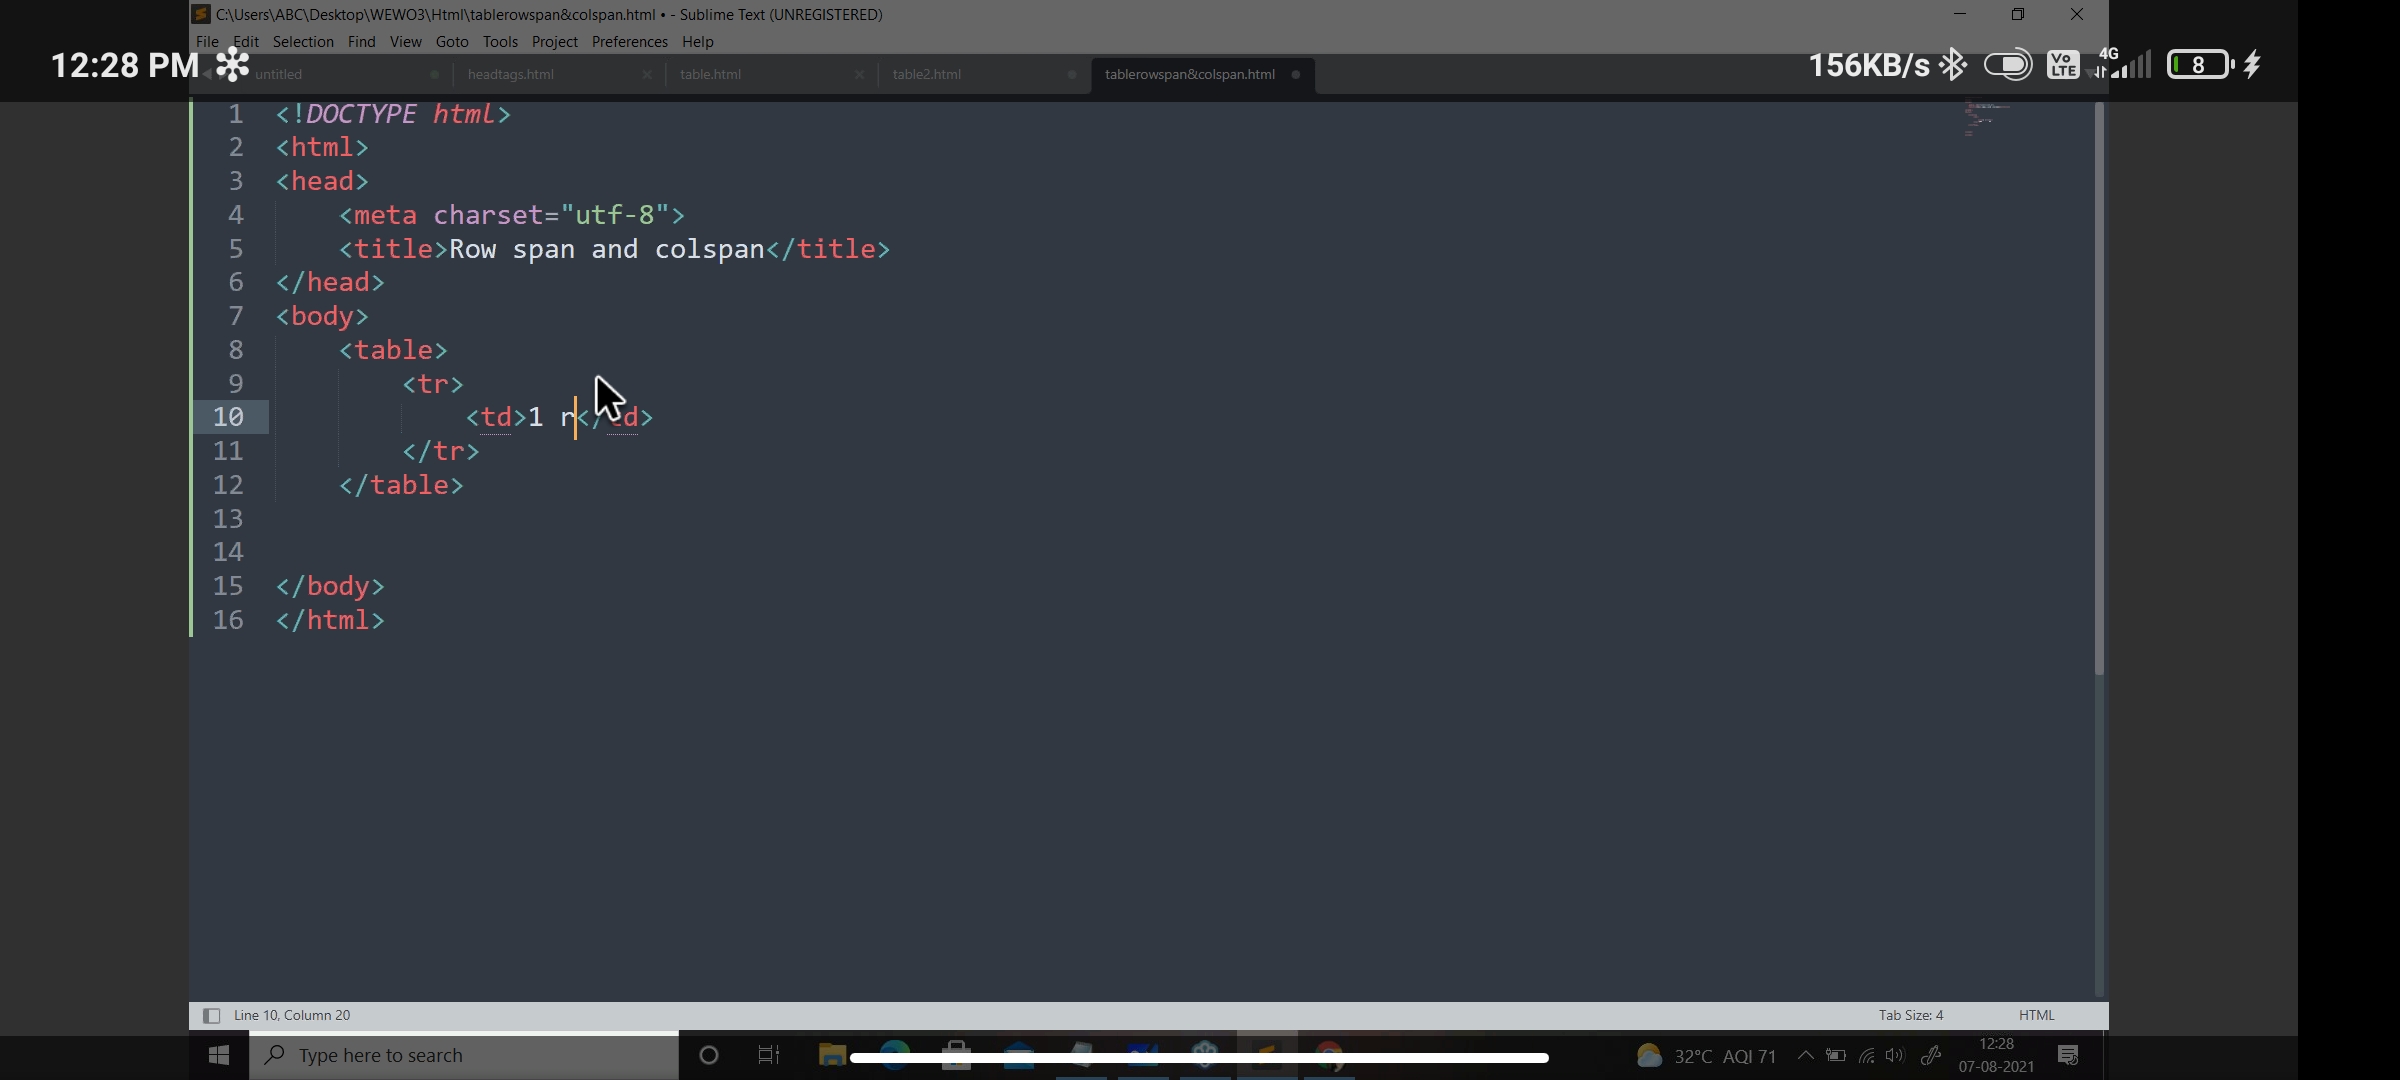 C:\Users\ABC\Desktop\WEWO3\Html\tablerowspan&colspan.html • - Sublime Text (UNREGISTERED)
File Edit Selection Find View Goto Tools Project Preferences Help
12:28 PM 156KB/s Vo LTE 4G 8
untitled headtags.html table.html table2.html tablerowspan&colspan.html
1 <!DOCTYPE html>
2 <html>
3 <head>
4 <meta charset="utf-8">
5 <title>Row span and colspan</title>
6 </head>
7 <body>
8 <table>
9 <tr>
10 <td>1 r</td>
11 </tr>
12 </table>
13
14
15 </body>
16 </html>
Line 10, Column 20 Tab Size: 4 HTML
Type here to search 32°C AQI 71 12:28
07-08-2021